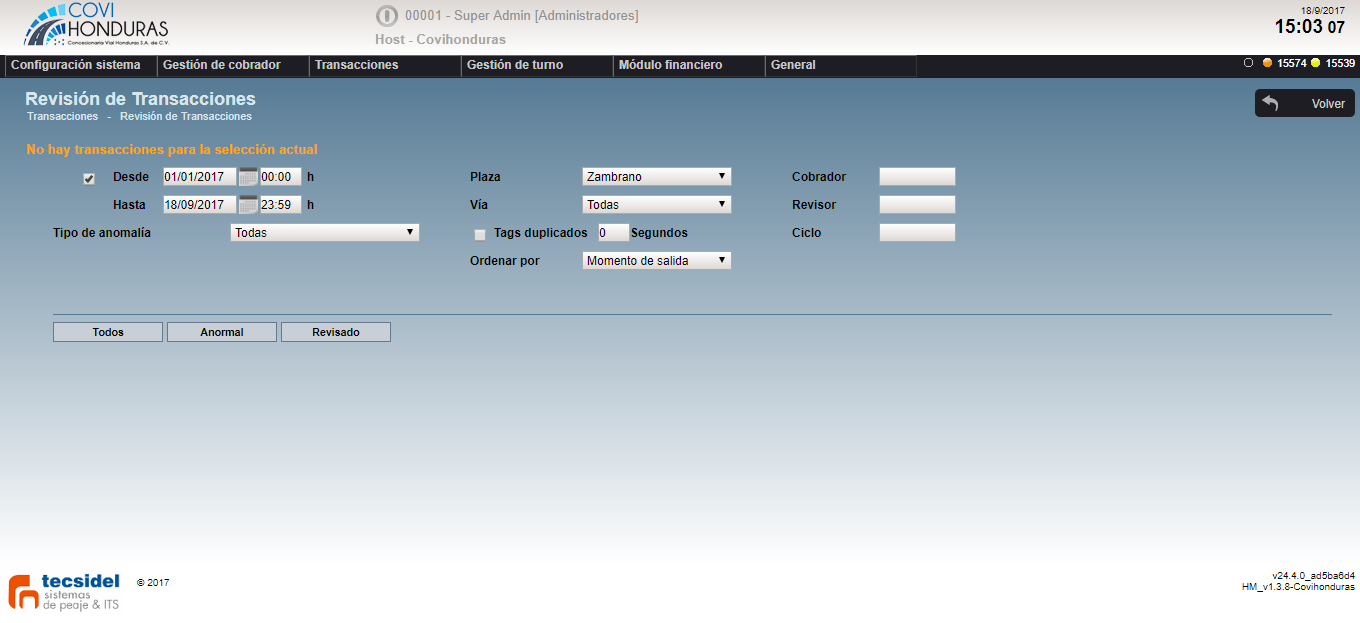 COVI
HONDURAS
Concesionaria Vial Honduras S.A. de C.V.
00001 - Super Admin [Administradores]
Host - Covihonduras
18/9/2017
15:03 07
Configuración sistema
Gestión de cobrador
Transacciones
Gestión de turno
Módulo financiero
General
15574
15539
Revisión de Transacciones
Transacciones - Revisión de Transacciones
Volver
No hay transacciones para la selección actual
Desde 01/01/2017 00:00 h
Plaza Zambrano
Cobrador
Hasta 18/09/2017 23:59 h
Vía Todas
Revisor
Tipo de anomalía Todas
Tags duplicados 0 Segundos
Ciclo
Ordenar por Momento de salida
Todos
Anormal
Revisado
tecsidel
sistemas
de peaje & ITS
© 2017
v24.4.0_ad5ba6d4
HM_v1.3.8-Covihonduras